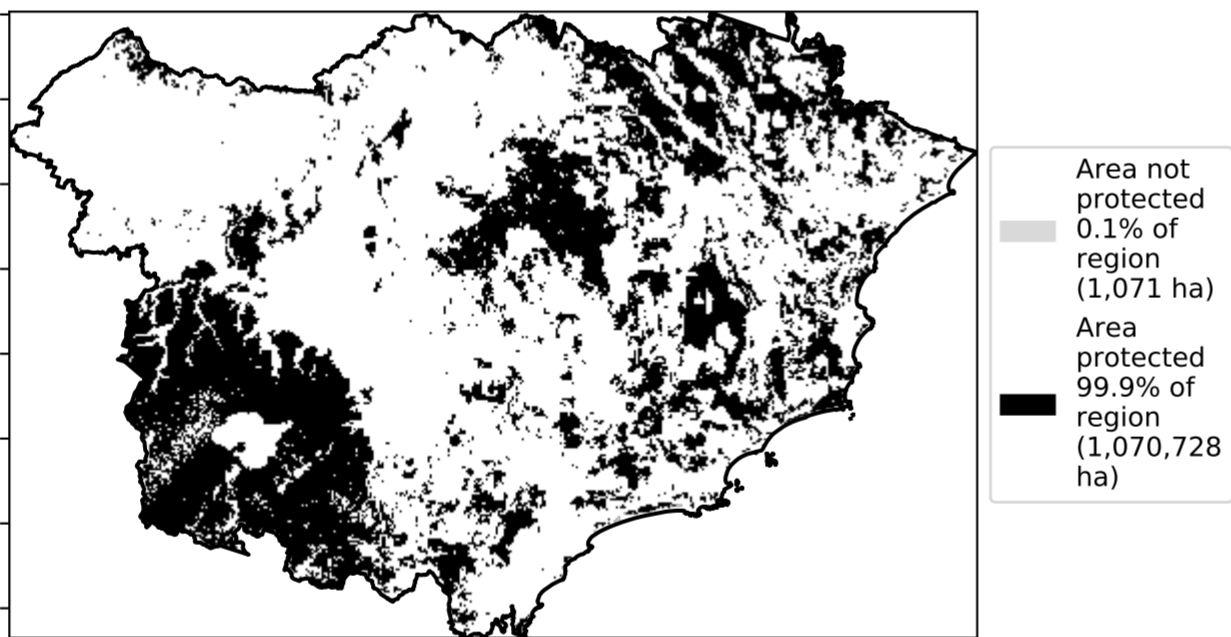 Area not
protected
0.1% of
region
(1,071 ha)
Area
protected
99.9% of
region
(1,070,728
ha)